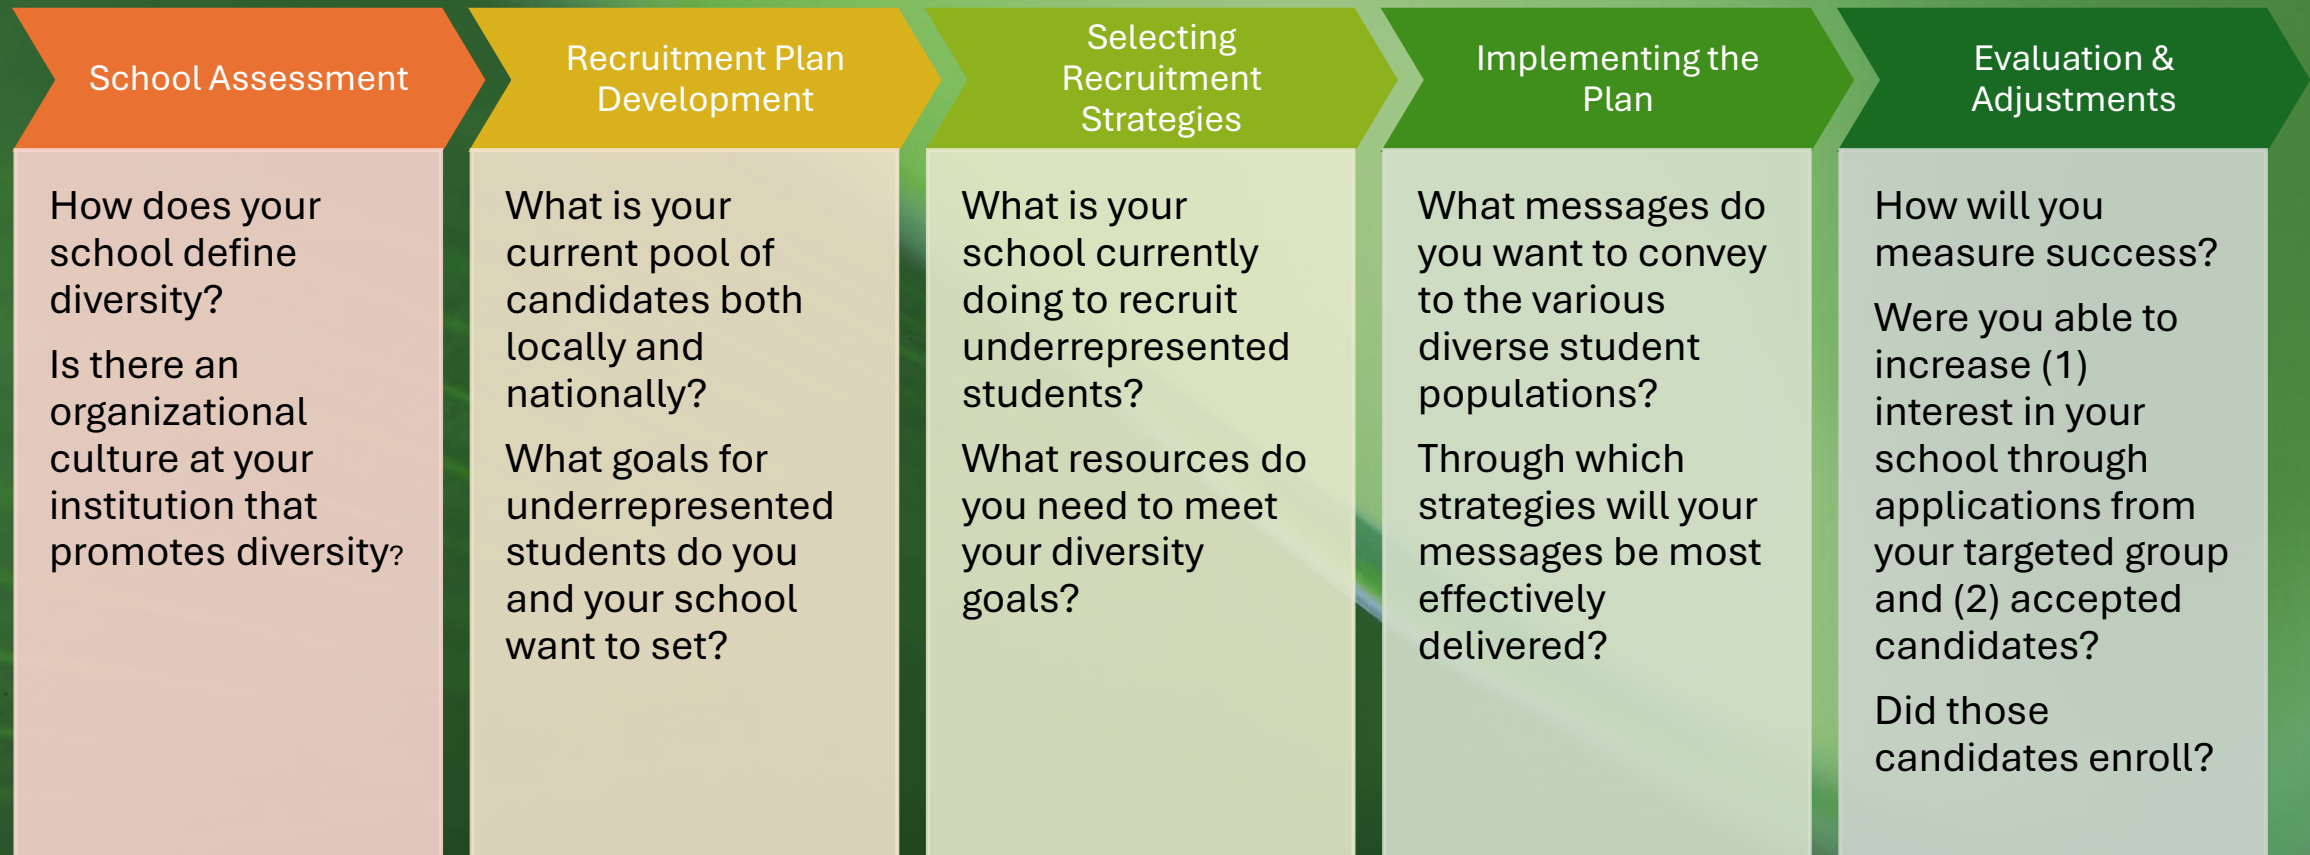 School Assessment
How does your
school define
diversity?
Is there an
organizational
culture at your
institution that
promotes diversity?
Recruitment Plan
Development
What is your
current pool of
candidates both
locally and
nationally?
What goals for
underrepresented
students do you
and your school
want to set?
Selecting
Recruitment
Strategies
What is your
school currently
doing to recruit
underrepresented
students?
What resources do
you need to meet
your diversity
goals?
Implementing the
Plan
What messages do
you want to convey
to the various
diverse student
populations?
Through which
strategies will your
messages be most
effectively
delivered?
Evaluation &
Adjustments
How will you
measure success?
Were you able to
increase (1)
interest in your
school through
applications from
your targeted group
and (2) accepted
candidates?
Did those
candidates enroll?